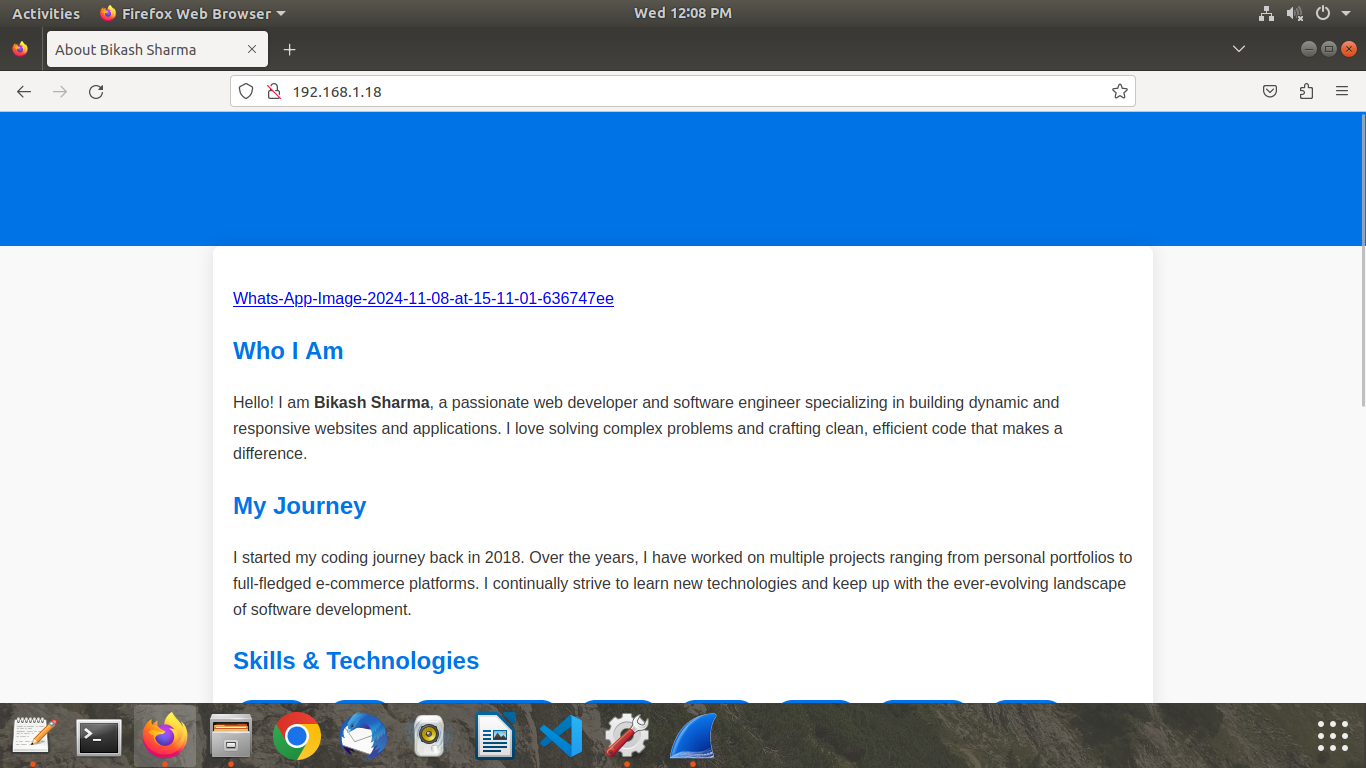 Activities Firefox Web Browser Wed 12:08 PM
About Bikash Sharma
192.168.1.18
Whats-App-Image-2024-11-08-at-15-11-01-636747ee
Who I Am
Hello! I am Bikash Sharma, a passionate web developer and software engineer specializing in building dynamic and
responsive websites and applications. I love solving complex problems and crafting clean, efficient code that makes a
difference.
My Journey
I started my coding journey back in 2018. Over the years, I have worked on multiple projects ranging from personal portfolios to
full-fledged e-commerce platforms. I continually strive to learn new technologies and keep up with the ever-evolving landscape
of software development.
Skills & Technologies